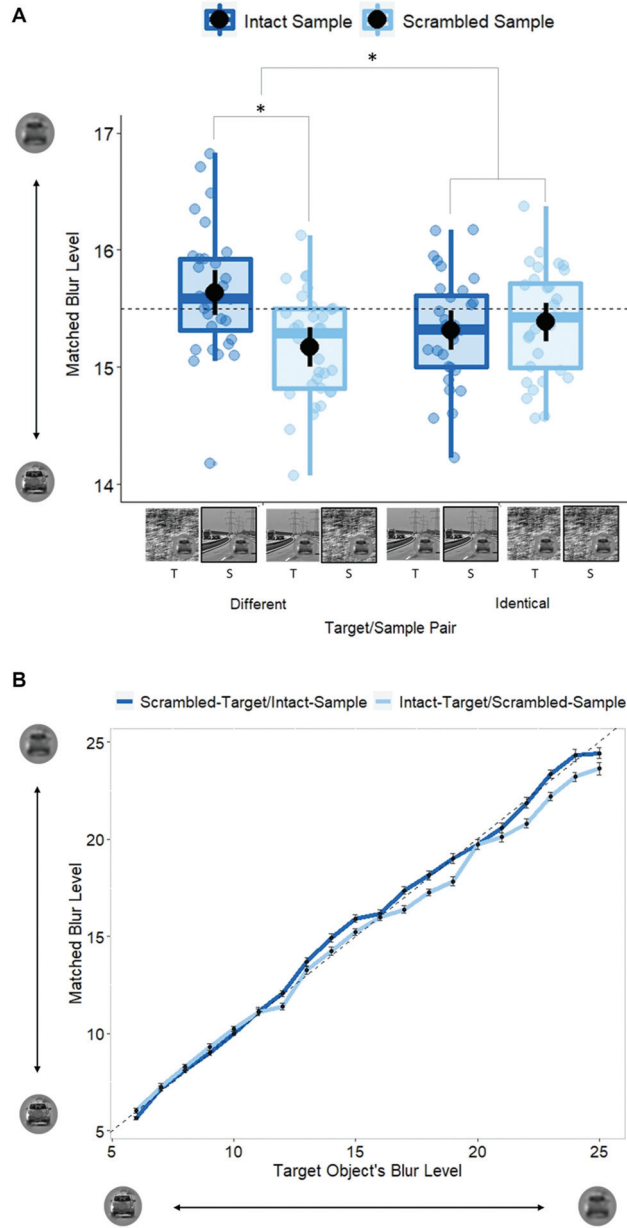 A
Intact Sample Scrambled Sample
*
*
17
16
15
14
Matched Blur Level
T S T S T S T S
Different Identical
Target/Sample Pair
B
Scrambled-Target/Intact-Sample Intact-Target/Scrambled-Sample
25
20
15
10
5
Matched Blur Level
5 10 15 20 25
Target Object's Blur Level